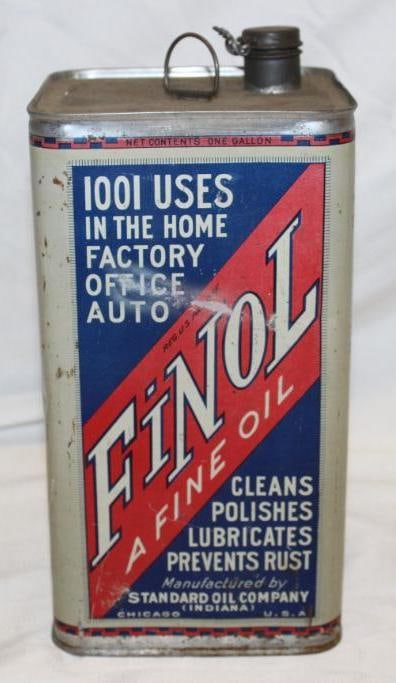 NET CONTENTS ONE GALLON
1001 USES
IN THE HOME
FACTORY
OFFICE
AUTO
REG. U.S.
FiNOL
A FINE OIL
CLEANS
POLISHES
LUBRICATES
PREVENTS RUST
Manufactured by
STANDARD OIL COMPANY
(INDIANA)
CHICAGO U.S.A